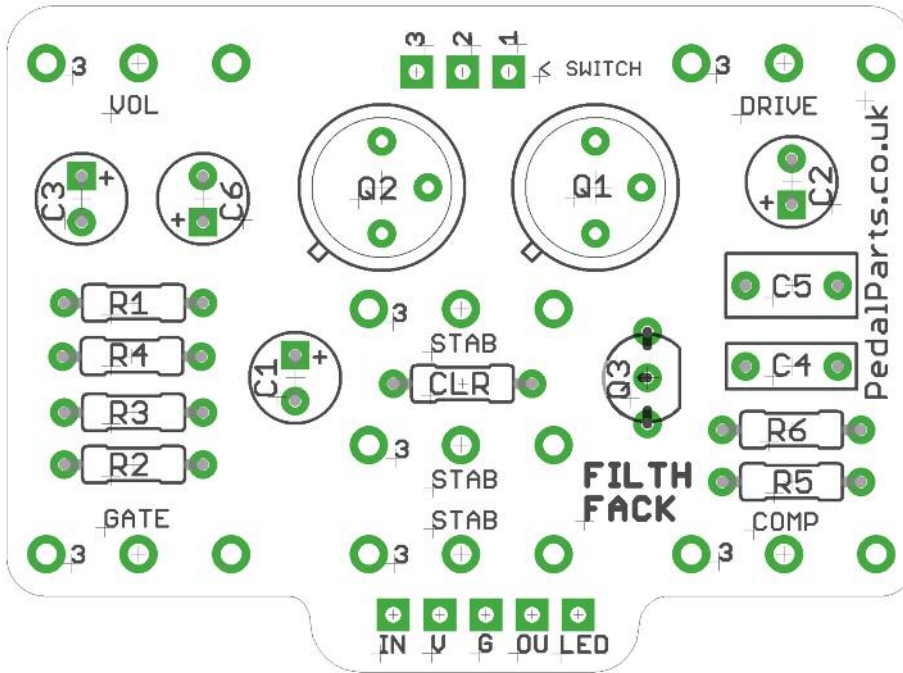 3 2 1
< SWITCH
3
3
VOL
DRIVE
PedalParts.co.uk
C3
+
+
C6
Q2
Q1
C2
+
C5
R1
3
STAB
R4
C1
+
CLR
Q3
C4
R3
R6
3
R2
STAB
FILTH
FACK
R5
GATE
STAB
COMP
3
3
3
IN V G OU LED